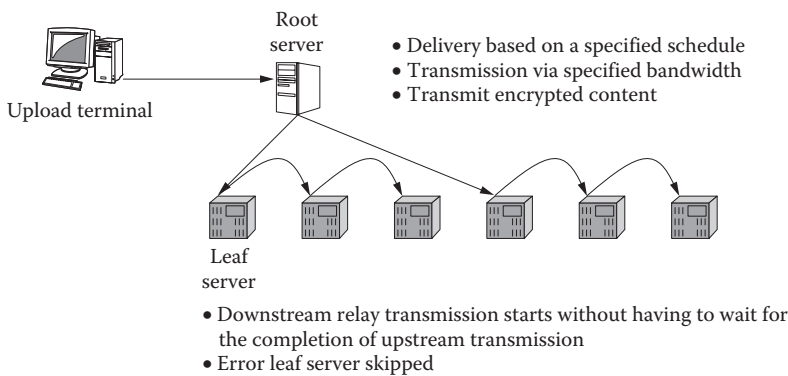 Root
server
• Delivery based on a specified schedule
• Transmission via specified bandwidth
• Transmit encrypted content
Upload terminal
Leaf
server
• Downstream relay transmission starts without having to wait for
the completion of upstream transmission
• Error leaf server skipped